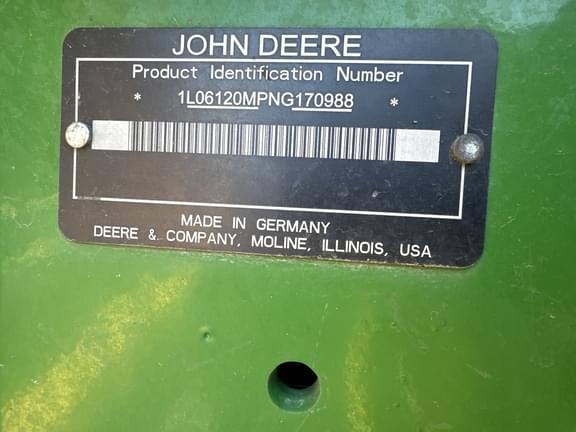 JOHN DEERE
Product Identification Number
* 1L06120MPNG170988 *
MADE IN GERMANY
DEERE & COMPANY, MOLINE, ILLINOIS, USA